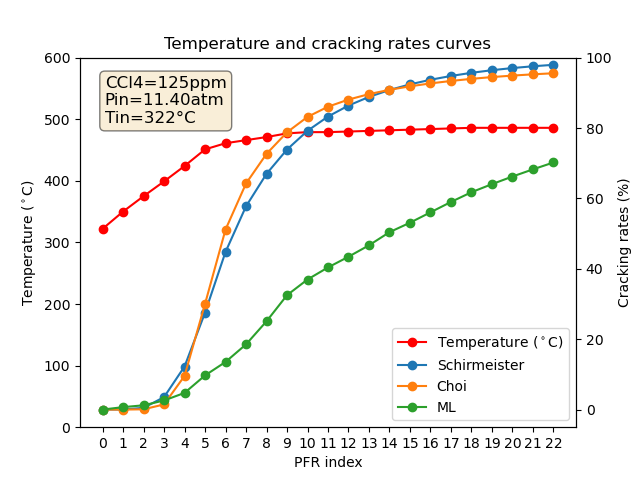 Temperature and cracking rates curves
CCl4=125ppm
Pin=11.40atm
Tin=322°C
600
500
400
300
200
100
0
Temperature (°C)
100
80
60
40
20
0
Cracking rates (%)
Temperature (°C)
Schirmeister
Choi
ML
0 1 2 3 4 5 6 7 8 9 10 11 12 13 14 15 16 17 18 19 20 21 22
PFR index